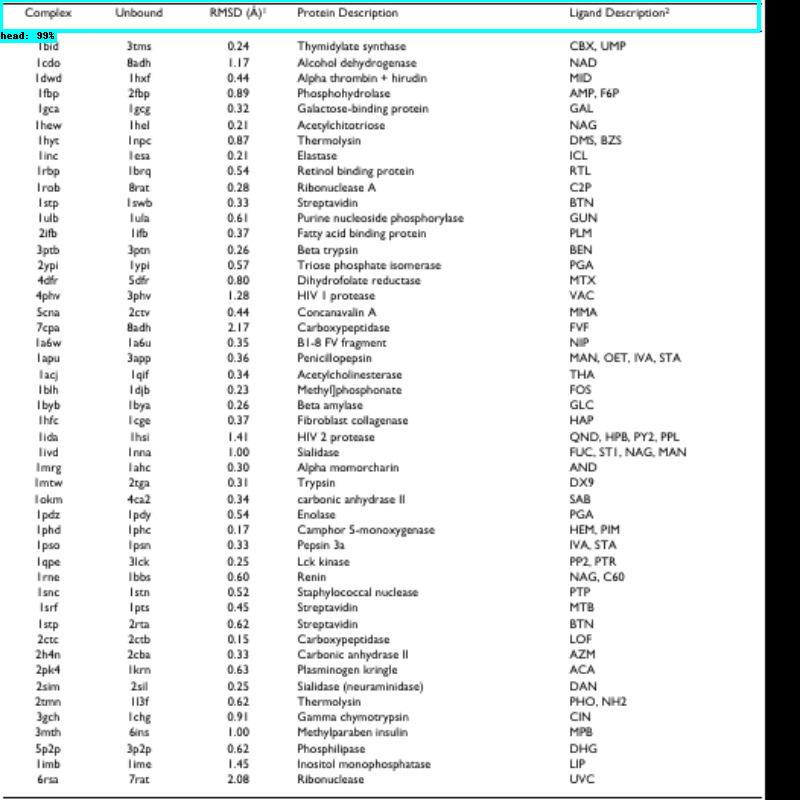 Complex Unbound RMSD (Å)¹ Protein Description Ligand Description²
head: 99%
1bid 3tms 0.24 Thymidylate synthase CBX, UMP
1cdo 8adh 1.17 Alcohol dehydrogenase NAD
1dwd 1hxf 0.44 Alpha thrombin + hirudin MID
1fbp 2fbp 0.89 Phosphohydrolase AMP, F6P
1gca 1gcg 0.32 Galactose-binding protein GAL
1hew 1hel 0.21 Acetylchitotriose NAG
1hyt 1npc 0.87 Thermolysin DMS, BZS
1inc 1esa 0.21 Elastase ICL
1rbp 1brq 0.54 Retinol binding protein RTL
1rob 8rat 0.28 Ribonuclease A C2P
1stp 1swb 0.33 Streptavidin BTN
1ulb 1ula 0.61 Purine nucleoside phosphorylase GUN
2ifb 1ifb 0.37 Fatty acid binding protein PLM
3ptb 3ptn 0.26 Beta trypsin BEN
2ypi 1ypi 0.57 Triose phosphate isomerase PGA
4dfr 5dfr 0.80 Dihydrofolate reductase MTX
4phv 3phv 1.28 HIV 1 protease VAC
5cna 2ctv 0.44 Concanavalin A MMA
7cpa 8adh 2.17 Carboxypeptidase FVF
1a6w 1a6u 0.35 B1-8 FV fragment NIP
1apu 3app 0.36 Penicillopepsin MAN, OET, IVA, STA
1acj 1qif 0.34 Acetylcholinesterase THA
1blh 1djb 0.23 Methyl]phosphonate FOS
1byb 1bya 0.26 Beta amylase GLC
1hfc 1cge 0.37 Fibroblast collagenase HAP
1ida 1hsi 1.41 HIV 2 protease QND, HPB, PY2, PPL
1ivd 1nna 1.00 Sialidase FUC, ST1, NAG, MAN
1mrg 1ahc 0.30 Alpha momorcharin AND
1mtw 2tga 0.31 Trypsin DX9
1okm 4ca2 0.34 carbonic anhydrase II SAB
1pdz 1pdy 0.54 Enolase PGA
1phd 1phc 0.17 Camphor 5-monoxygenase HEM, PIM
1pso 1psn 0.33 Pepsin 3a IVA, STA
1qpe 3lck 0.25 Lck kinase PP2, PTR
1rne 1bbs 0.60 Renin NAG, C60
1snc 1stn 0.52 Staphylococcal nuclease PTP
1srf 1pts 0.45 Streptavidin MTB
1stp 2rta 0.62 Streptavidin BTN
2ctc 2ctb 0.15 Carboxypeptidase LOF
2h4n 2cba 0.33 Carbonic anhydrase II AZM
2pk4 1krn 0.63 Plasminogen kringle ACA
2sim 2sil 0.25 Sialidase (neuraminidase) DAN
2tmn 1l3f 0.62 Thermolysin PHO, NH2
3gch 1chg 0.91 Gamma chymotrypsin CIN
3mth 6ins 1.00 Methylparaben insulin MPB
5p2p 3p2p 0.62 Phosphilipase DHG
1imb 1ime 1.45 Inositol monophosphatase LIP
6rsa 7rat 2.08 Ribonuclease UVC